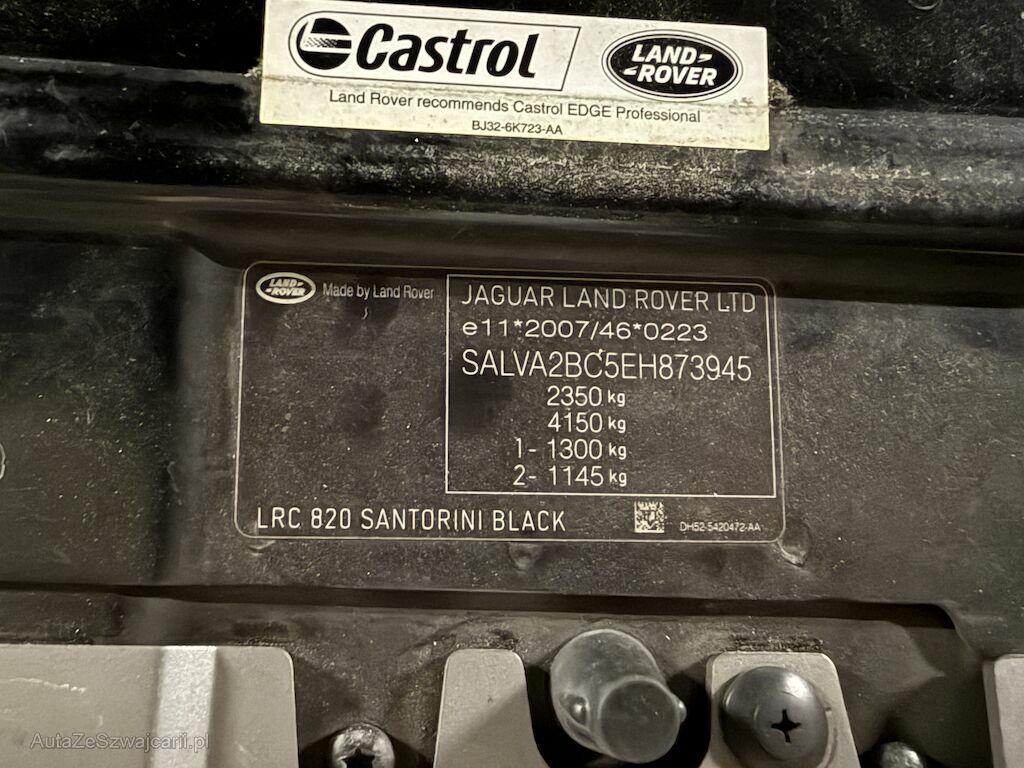 Castrol
LAND-
-ROVER
Land Rover recommends Castrol EDGE Professional
BJ32-6K723-AA
LAND-
-ROVER
Made by Land Rover
JAGUAR LAND ROVER LTD
e11*2007/46*0223
SALVA2BC5EH873945
2350 kg
4150 kg
1- 1300 kg
2- 1145 kg
LRC 820 SANTORINI BLACK
DH52-5420472-AA
AutaZeSzwajcarii.pl